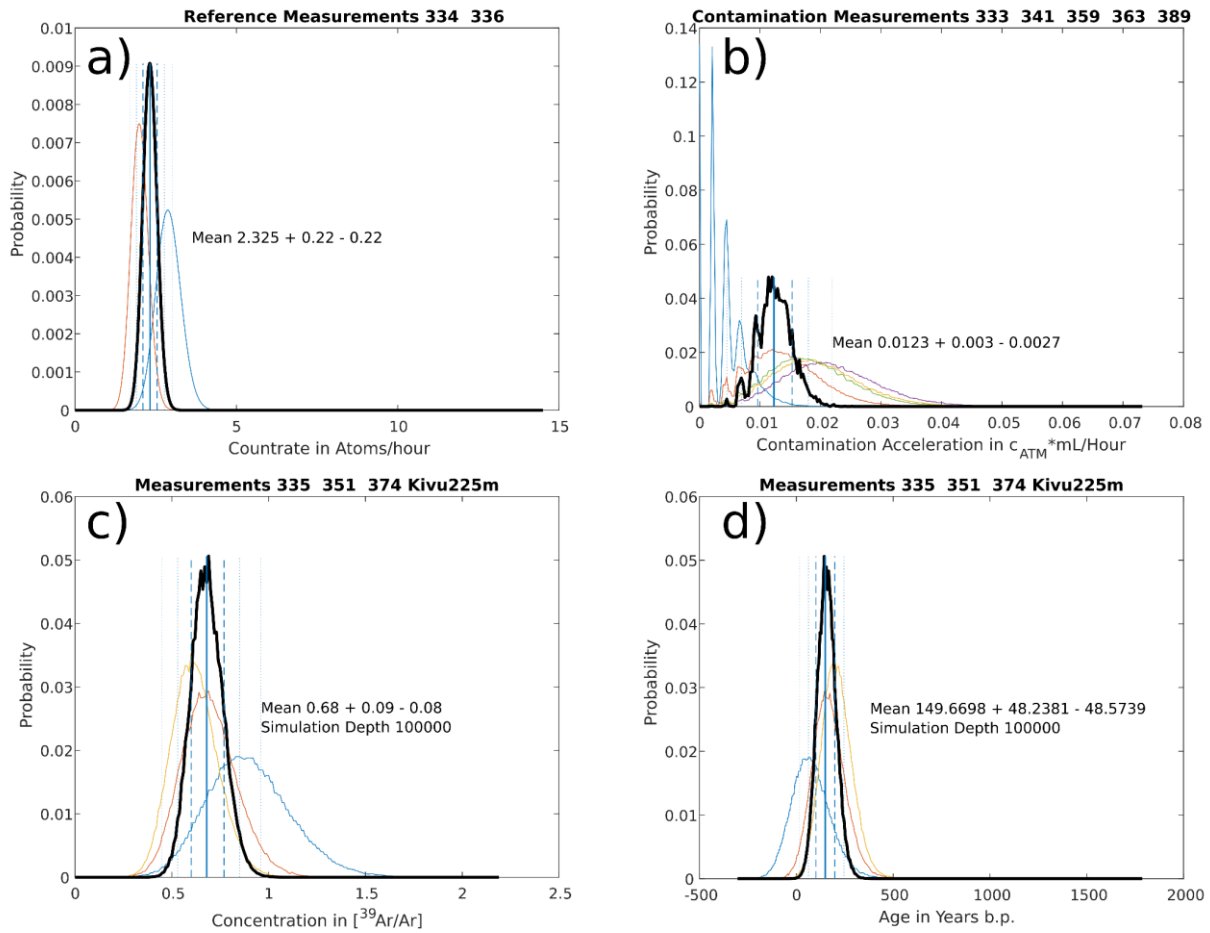 Reference Measurements 334 336
a)
0.01
0.009
0.008
0.007
0.006
0.005
0.004
0.003
0.002
0.001
0
Probability
Mean 2.325 + 0.22 - 0.22
0 5 10 15
Countrate in Atoms/hour
Contamination Measurements 333 341 359 363 389
b)
0.14
0.12
0.1
0.08
0.06
0.04
0.02
0
Probability
Mean 0.0123 + 0.003 - 0.0027
0 0.01 0.02 0.03 0.04 0.05 0.06 0.07 0.08
Contamination Acceleration in c_ATM*mL/Hour
Measurements 335 351 374 Kivu225m
c)
0.06
0.05
0.04
0.03
0.02
0.01
0
Probability
Mean 0.68 + 0.09 - 0.08
Simulation Depth 100000
0 0.5 1 1.5 2 2.5
Concentration in [³⁹Ar/Ar]
Measurements 335 351 374 Kivu225m
d)
0.06
0.05
0.04
0.03
0.02
0.01
0
Probability
Mean 149.6698 + 48.2381 - 48.5739
Simulation Depth 100000
-500 0 500 1000 1500 2000
Age in Years b.p.